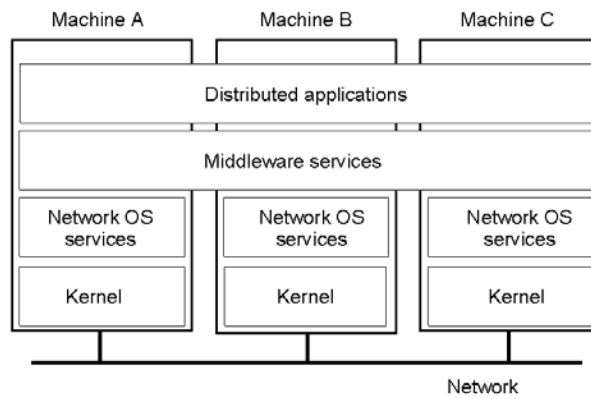 Machine A Machine B Machine C
Distributed applications
Middleware services
Network OS Network OS Network OS
services services services
Kernel Kernel Kernel
Network